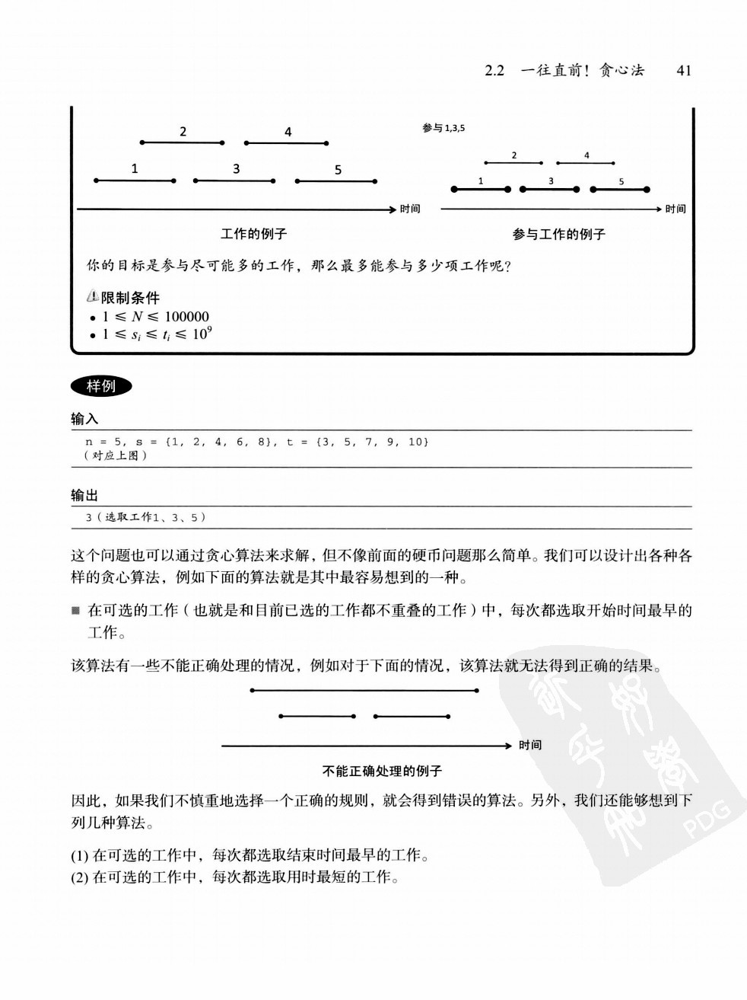 2.2 一往直前！贪心法 41
2 4
1 3 5
时间
工作的例子
参与1,3,5
2 4
1 3 5
时间
参与工作的例子
你的目标是参与尽可能多的工作，那么最多能参与多少项工作呢？
限制条件
• 1 ≤ N ≤ 100000
• 1 ≤ sᵢ ≤ tᵢ ≤ 10⁹
样例
输入
n = 5, s = {1, 2, 4, 6, 8}, t = {3, 5, 7, 9, 10}
（对应上图）
输出
3（选取工作1、3、5）
这个问题也可以通过贪心算法来求解，但不像前面的硬币问题那么简单。我们可以设计出各种各
样的贪心算法，例如下面的算法就是其中最容易想到的一种。
■ 在可选的工作（也就是和目前已选的工作都不重叠的工作）中，每次都选取开始时间最早的
工作。
该算法有一些不能正确处理的情况，例如对于下面的情况，该算法就无法得到正确的结果。
时间
不能正确处理的例子
因此，如果我们不慎重地选择一个正确的规则，就会得到错误的算法。另外，我们还能够想到下
列几种算法。
(1) 在可选的工作中，每次都选取结束时间最早的工作。
(2) 在可选的工作中，每次都选取用时最短的工作。
PDG